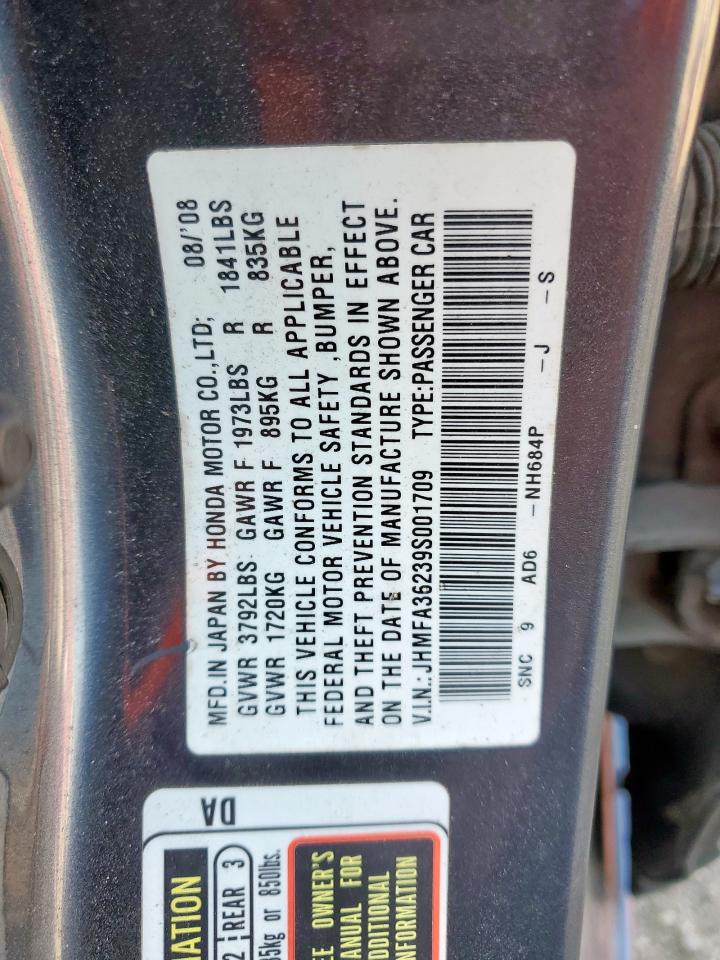 MFD.IN JAPAN BY HONDA MOTOR CO.,LTD; 08/'08
GVWR 3792LBS GAWR F 1973LBS R 1841LBS
GVWR 1720KG GAWR F 895KG R 835KG
THIS VEHICLE CONFORMS TO ALL APPLICABLE
FEDERAL MOTOR VEHICLE SAFETY ,BUMPER,
AND THEFT PREVENTION STANDARDS IN EFFECT
ON THE DATE OF MANUFACTURE SHOWN ABOVE.
V.I.N.: JHMFA36239S001709 TYPE:PASSENGER CAR
SNC 9 AD6 -NH684P -J -S
DA
MATION
2 REAR 3
5kg or 850lbs.
OWNER'S
ANUAL FOR
DDITIONAL
NFORMATION